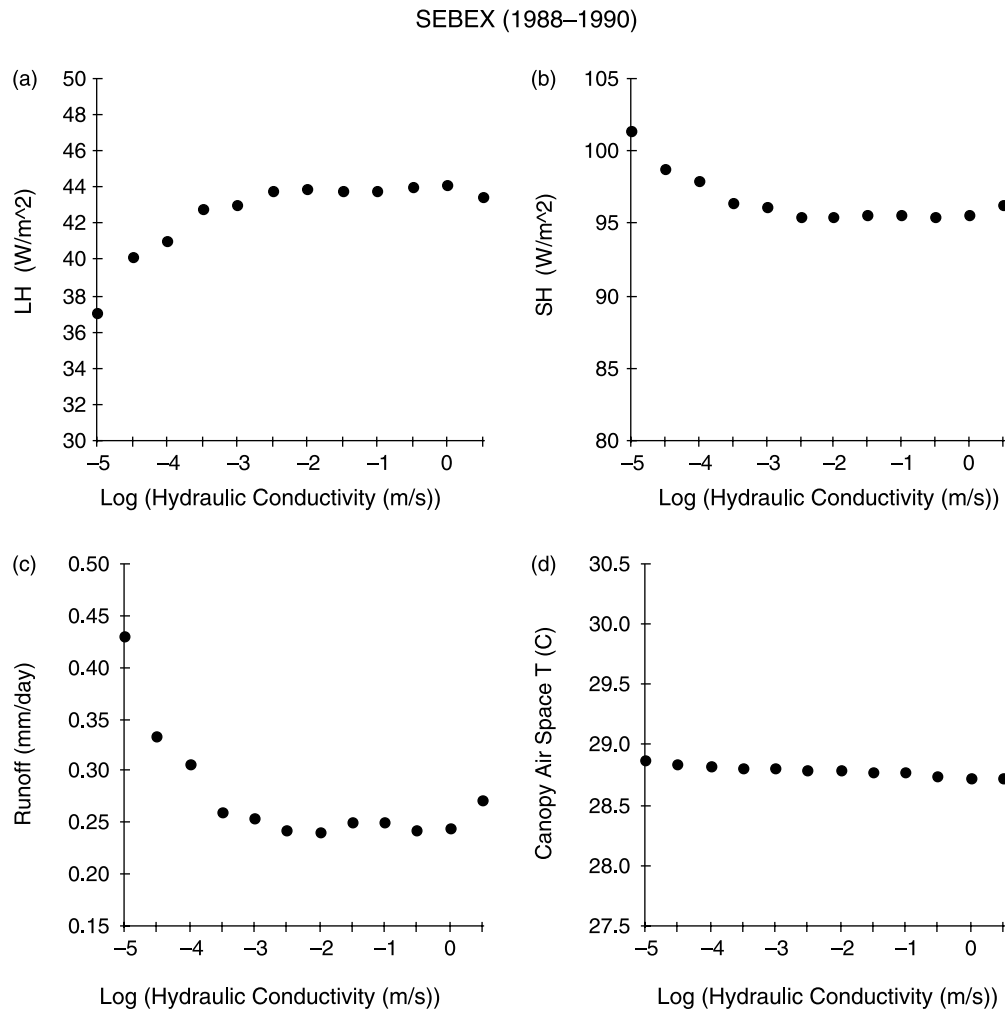 SEBEX (1988–1990)
(a)
50
48
46
44
42
40
38
36
34
32
30
LH (W/m^2)
–5 –4 –3 –2 –1 0
Log (Hydraulic Conductivity (m/s))
(b)
105
100
95
90
85
80
SH (W/m^2)
–5 –4 –3 –2 –1 0
Log (Hydraulic Conductivity (m/s))
(c)
0.50
0.45
0.40
0.35
0.30
0.25
0.20
0.15
Runoff (mm/day)
–5 –4 –3 –2 –1 0
Log (Hydraulic Conductivity (m/s))
(d)
30.5
30.0
29.5
29.0
28.5
28.0
27.5
Canopy Air Space T (C)
–5 –4 –3 –2 –1 0
Log (Hydraulic Conductivity (m/s))